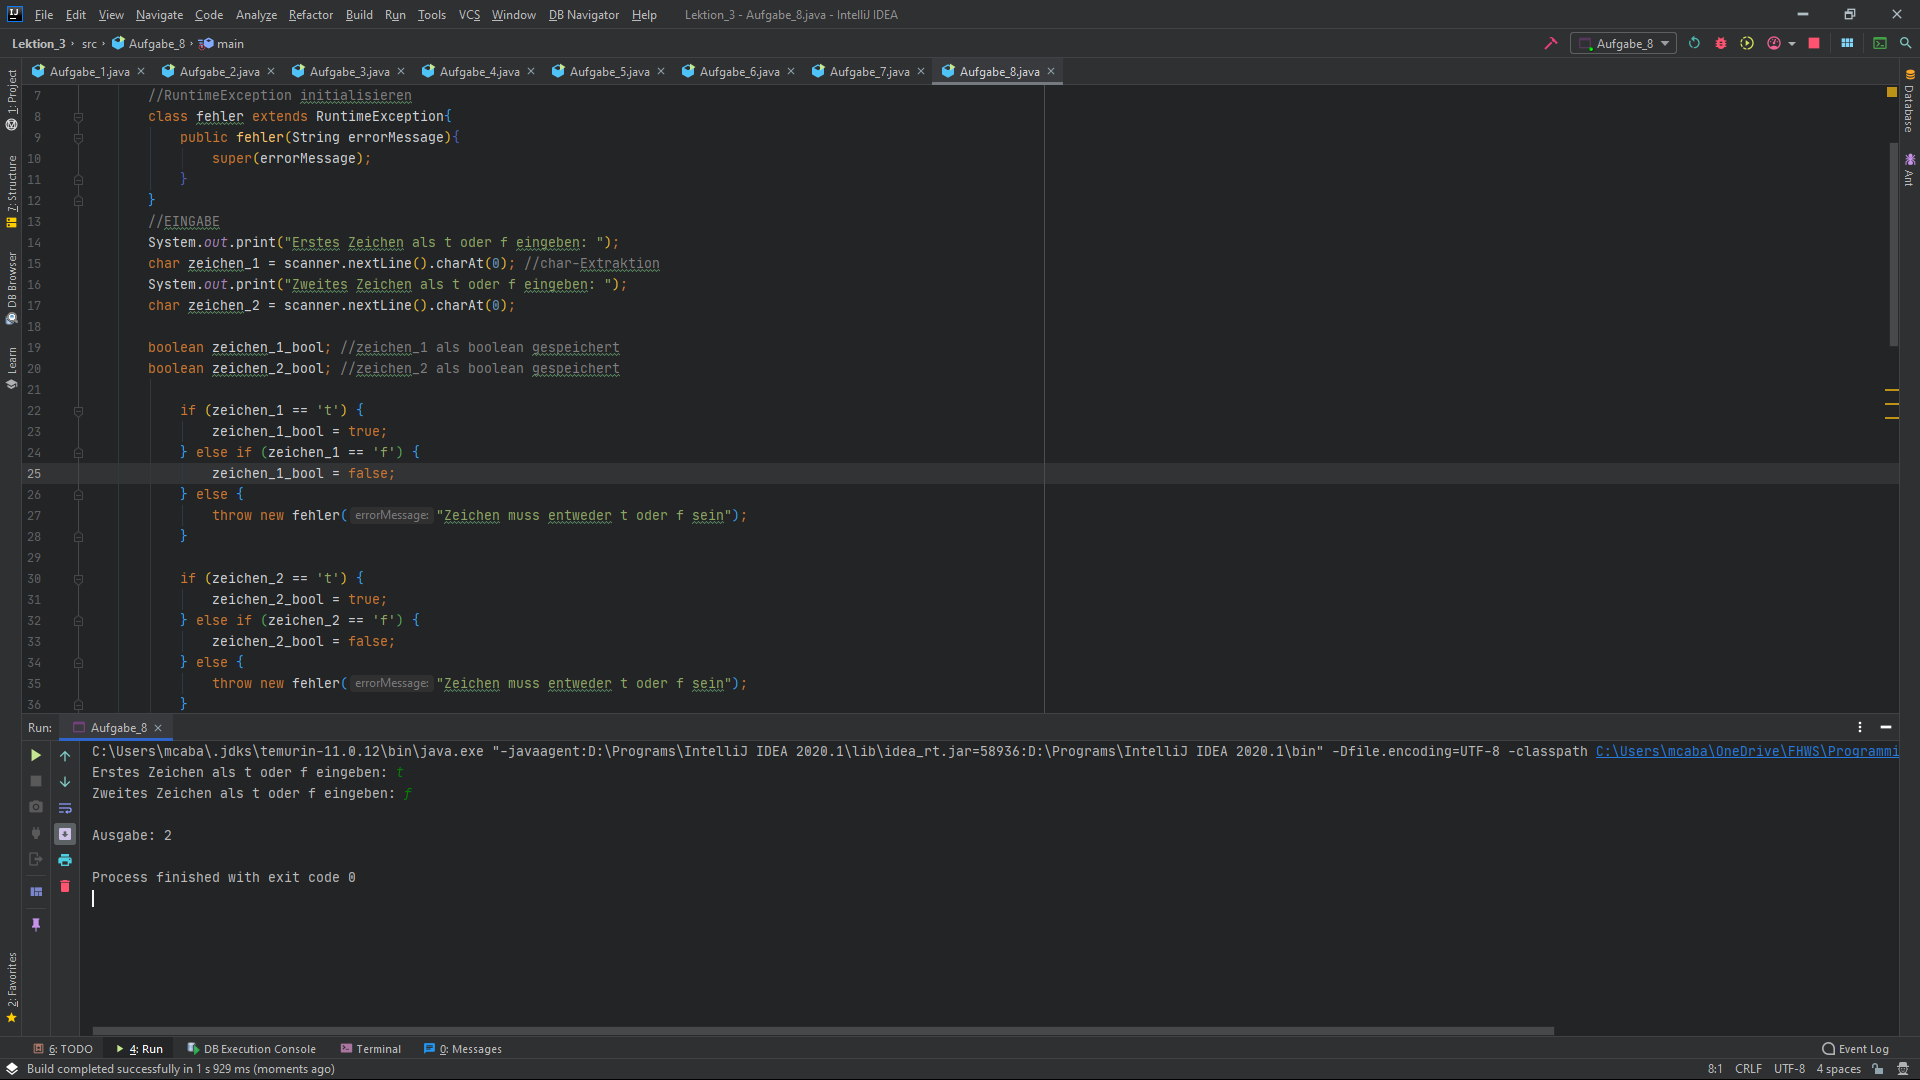 File Edit View Navigate Code Analyze Refactor Build Run Tools VCS Window DB Navigator Help Lektion_3 - Aufgabe_8.java - IntelliJ IDEA
Lektion_3 src Aufgabe_8 main Aufgabe_8
Aufgabe_1.java Aufgabe_2.java Aufgabe_3.java Aufgabe_4.java Aufgabe_5.java Aufgabe_6.java Aufgabe_7.java Aufgabe_8.java
1: Project
7: Structure
DB Browser
Learn
2: Favorites
Database
Ant
7 //RuntimeException initialisieren
8 class fehler extends RuntimeException{
9 public fehler(String errorMessage){
10 super(errorMessage);
11 }
12 }
13 //EINGABE
14 System.out.print("Erstes Zeichen als t oder f eingeben: ");
15 char zeichen_1 = scanner.nextLine().charAt(0); //char-Extraktion
16 System.out.print("Zweites Zeichen als t oder f eingeben: ");
17 char zeichen_2 = scanner.nextLine().charAt(0);
18
19 boolean zeichen_1_bool; //zeichen_1 als boolean gespeichert
20 boolean zeichen_2_bool; //zeichen_2 als boolean gespeichert
21
22 if (zeichen_1 == 't') {
23 zeichen_1_bool = true;
24 } else if (zeichen_1 == 'f') {
25 zeichen_1_bool = false;
26 } else {
27 throw new fehler( errorMessage: "Zeichen muss entweder t oder f sein");
28 }
29
30 if (zeichen_2 == 't') {
31 zeichen_2_bool = true;
32 } else if (zeichen_2 == 'f') {
33 zeichen_2_bool = false;
34 } else {
35 throw new fehler( errorMessage: "Zeichen muss entweder t oder f sein");
36 }
Run: Aufgabe_8
C:\Users\mcaba\.jdks\temurin-11.0.12\bin\java.exe "-javaagent:D:\Programs\IntelliJ IDEA 2020.1\lib\idea_rt.jar=58936:D:\Programs\IntelliJ IDEA 2020.1\bin" -Dfile.encoding=UTF-8 -classpath C:\Users\mcaba\OneDrive\FHWS\Programmi
Erstes Zeichen als t oder f eingeben: t
Zweites Zeichen als t oder f eingeben: f
Ausgabe: 2
Process finished with exit code 0
6: TODO 4: Run DB Execution Console Terminal 0: Messages Event Log
Build completed successfully in 1 s 929 ms (moments ago) 8:1 CRLF UTF-8 4 spaces